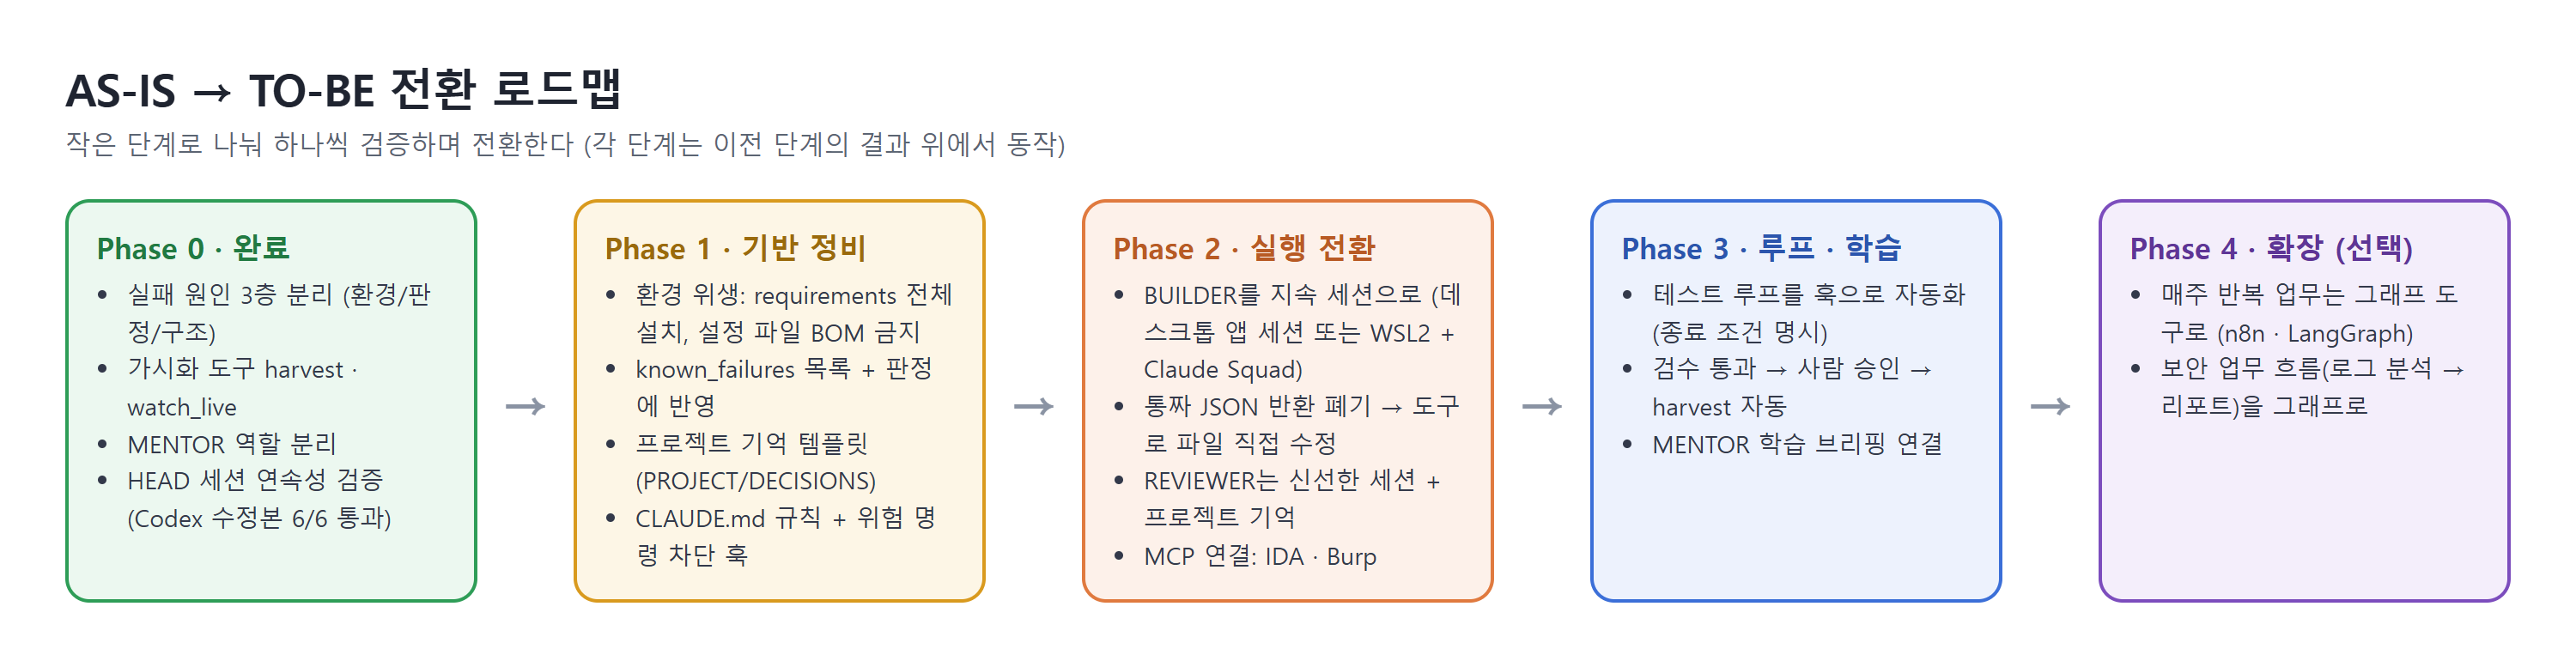 AS-IS → TO-BE 전환 로드맵
작은 단계로 나눠 하나씩 검증하며 전환한다 (각 단계는 이전 단계의 결과 위에서 동작)
Phase 0 · 완료
• 실패 원인 3층 분리 (환경/판
정/구조)
• 가시화 도구 harvest ·
watch_live
• MENTOR 역할 분리
• HEAD 세션 연속성 검증
(Codex 수정본 6/6 통과)
→
Phase 1 · 기반 정비
• 환경 위생: requirements 전체
설치, 설정 파일 BOM 금지
• known_failures 목록 + 판정
에 반영
• 프로젝트 기억 템플릿
(PROJECT/DECISIONS)
• CLAUDE.md 규칙 + 위험 명
령 차단 훅
→
Phase 2 · 실행 전환
• BUILDER를 지속 세션으로 (데
스크톱 앱 세션 또는 WSL2 +
Claude Squad)
• 통짜 JSON 반환 폐기 → 도구
로 파일 직접 수정
• REVIEWER는 신선한 세션 +
프로젝트 기억
• MCP 연결: IDA · Burp
→
Phase 3 · 루프 · 학습
• 테스트 루프를 훅으로 자동화
(종료 조건 명시)
• 검수 통과 → 사람 승인 →
harvest 자동
• MENTOR 학습 브리핑 연결
→
Phase 4 · 확장 (선택)
• 매주 반복 업무는 그래프 도
구로 (n8n · LangGraph)
• 보안 업무 흐름(로그 분석 →
리포트)을 그래프로